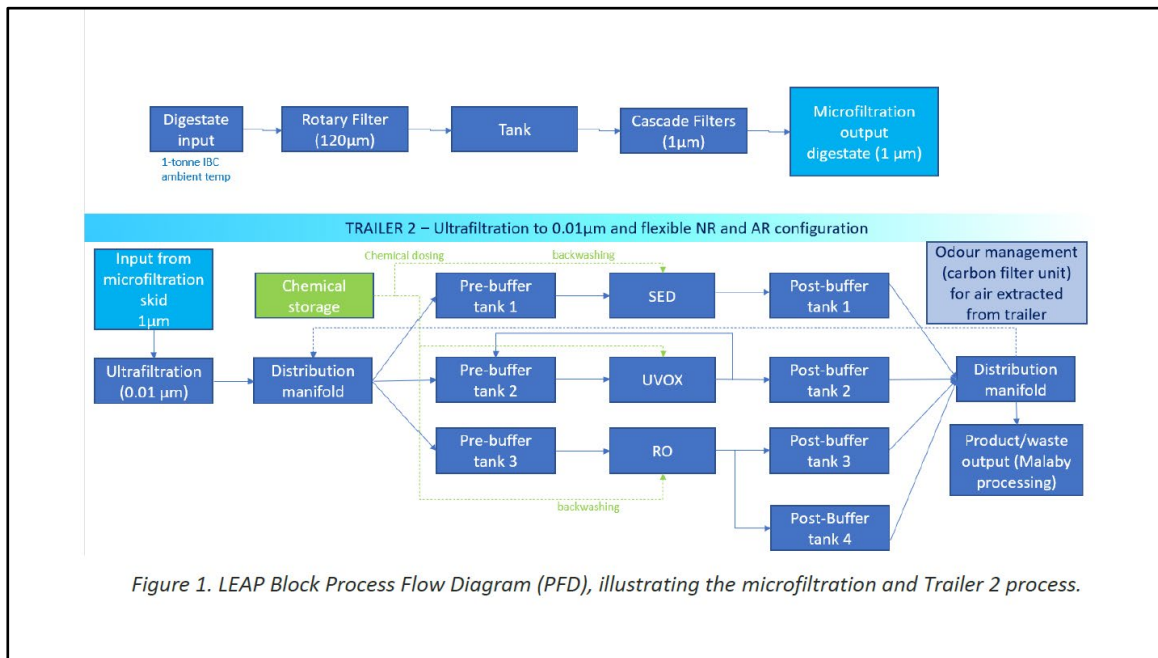 Digestate
input
Rotary Filter
(120µm)
Tank
Cascade Filters
(1µm)
Microfiltration
output
digestate (1 µm)
1-tonne IBC
ambient temp
TRAILER 2 – Ultrafiltration to 0.01µm and flexible NR and AR configuration
Input from
microfiltration
skid
1µm
Chemical
storage
Chemical dosing
backwashing
Pre-buffer
tank 1
SED
Post-buffer
tank 1
Odour management
(carbon filter unit)
for air extracted
from trailer
Ultrafiltration
(0.01 µm)
Distribution
manifold
Pre-buffer
tank 2
UVOX
Post-buffer
tank 2
Distribution
manifold
Pre-buffer
tank 3
RO
Post-buffer
tank 3
Product/waste
output (Malaby
processing)
backwashing
Post-Buffer
tank 4
Figure 1. LEAP Block Process Flow Diagram (PFD), illustrating the microfiltration and Trailer 2 process.